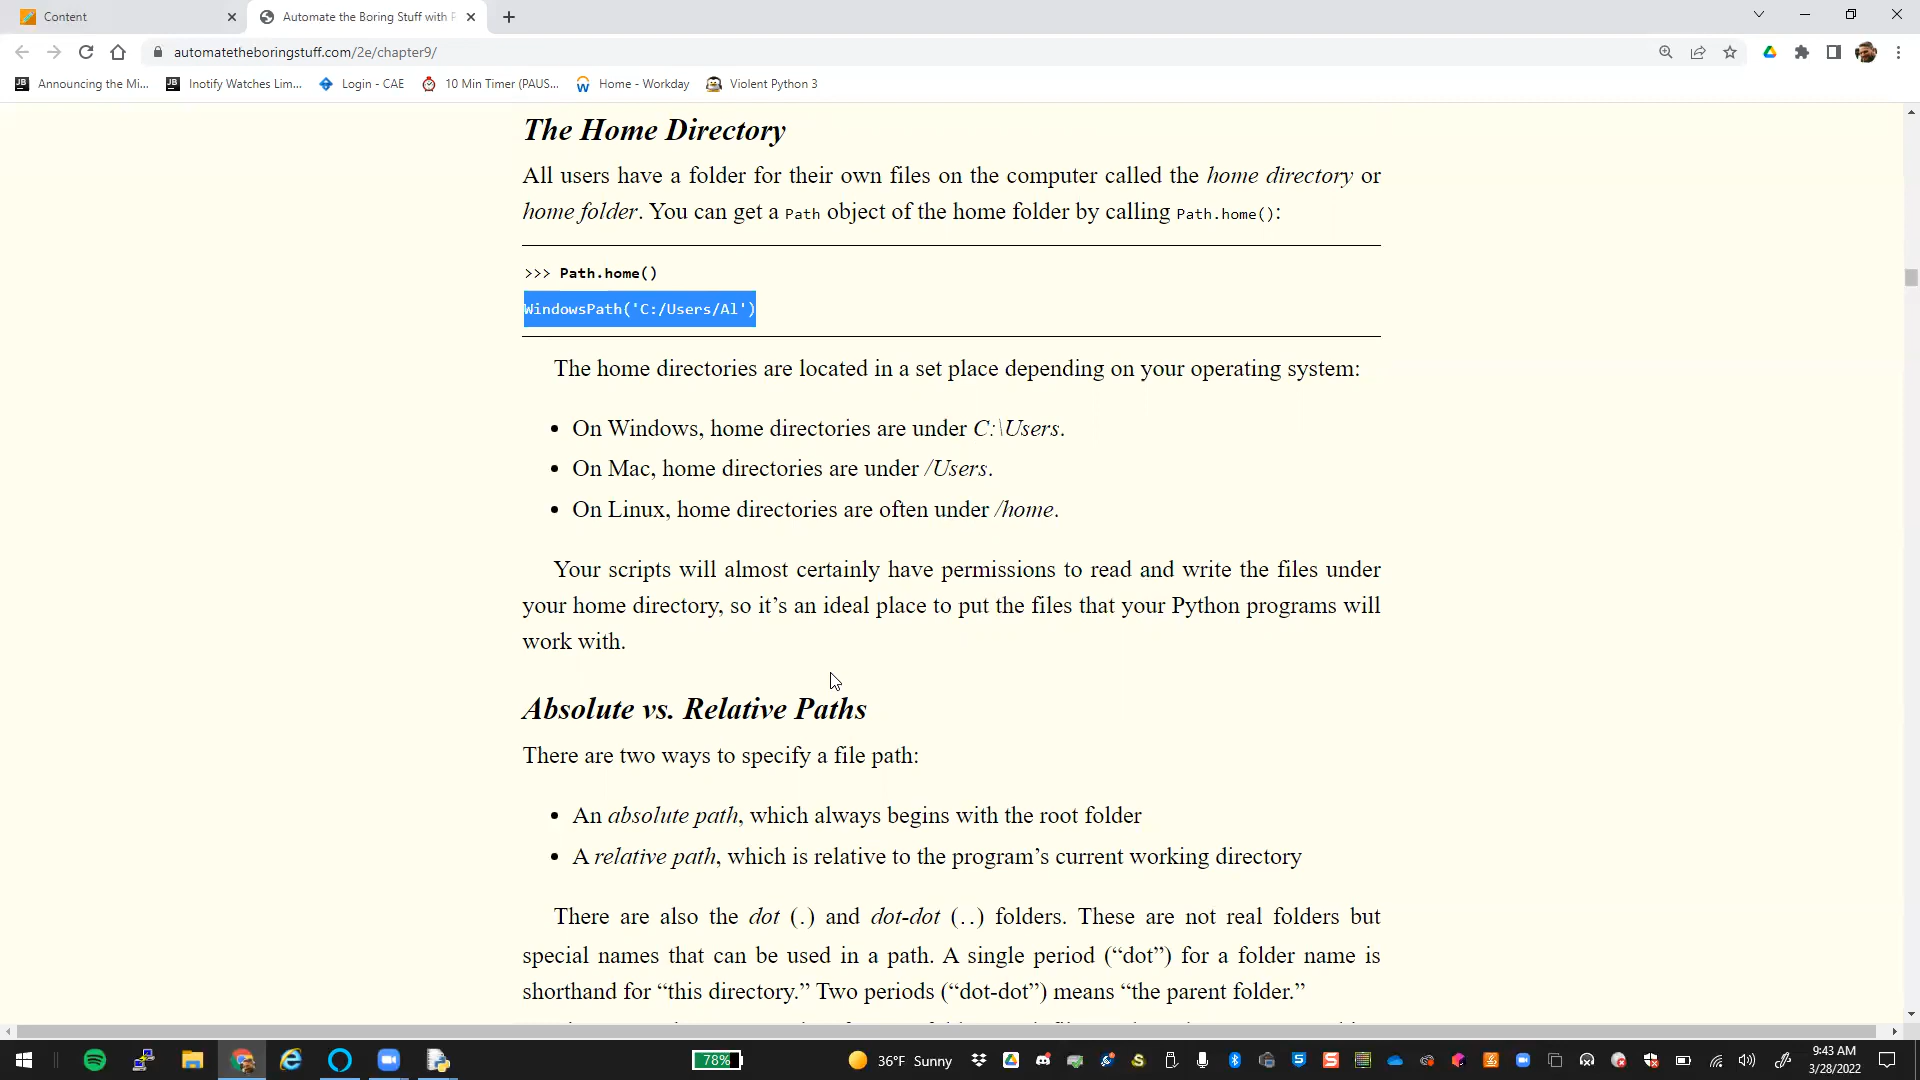 Content
Automate the Boring Stuff with P
automatetheboringstuff.com/2e/chapter9/
Announcing the Mi...
Inotify Watches Lim...
Login - CAE
10 Min Timer (PAUS...
Home - Workday
Violent Python 3
The Home Directory
All users have a folder for their own files on the computer called the home directory or
home folder. You can get a Path object of the home folder by calling Path.home():
>>> Path.home()
WindowsPath('C:/Users/Al')
The home directories are located in a set place depending on your operating system:
• On Windows, home directories are under C:\Users.
• On Mac, home directories are under /Users.
• On Linux, home directories are often under /home.
Your scripts will almost certainly have permissions to read and write the files under
your home directory, so it’s an ideal place to put the files that your Python programs will
work with.
Absolute vs. Relative Paths
There are two ways to specify a file path:
• An absolute path, which always begins with the root folder
• A relative path, which is relative to the program’s current working directory
There are also the dot (.) and dot-dot (..) folders. These are not real folders but
special names that can be used in a path. A single period (“dot”) for a folder name is
shorthand for “this directory.” Two periods (“dot-dot”) means “the parent folder.”
78%
36°F Sunny
9:43 AM
3/28/2022